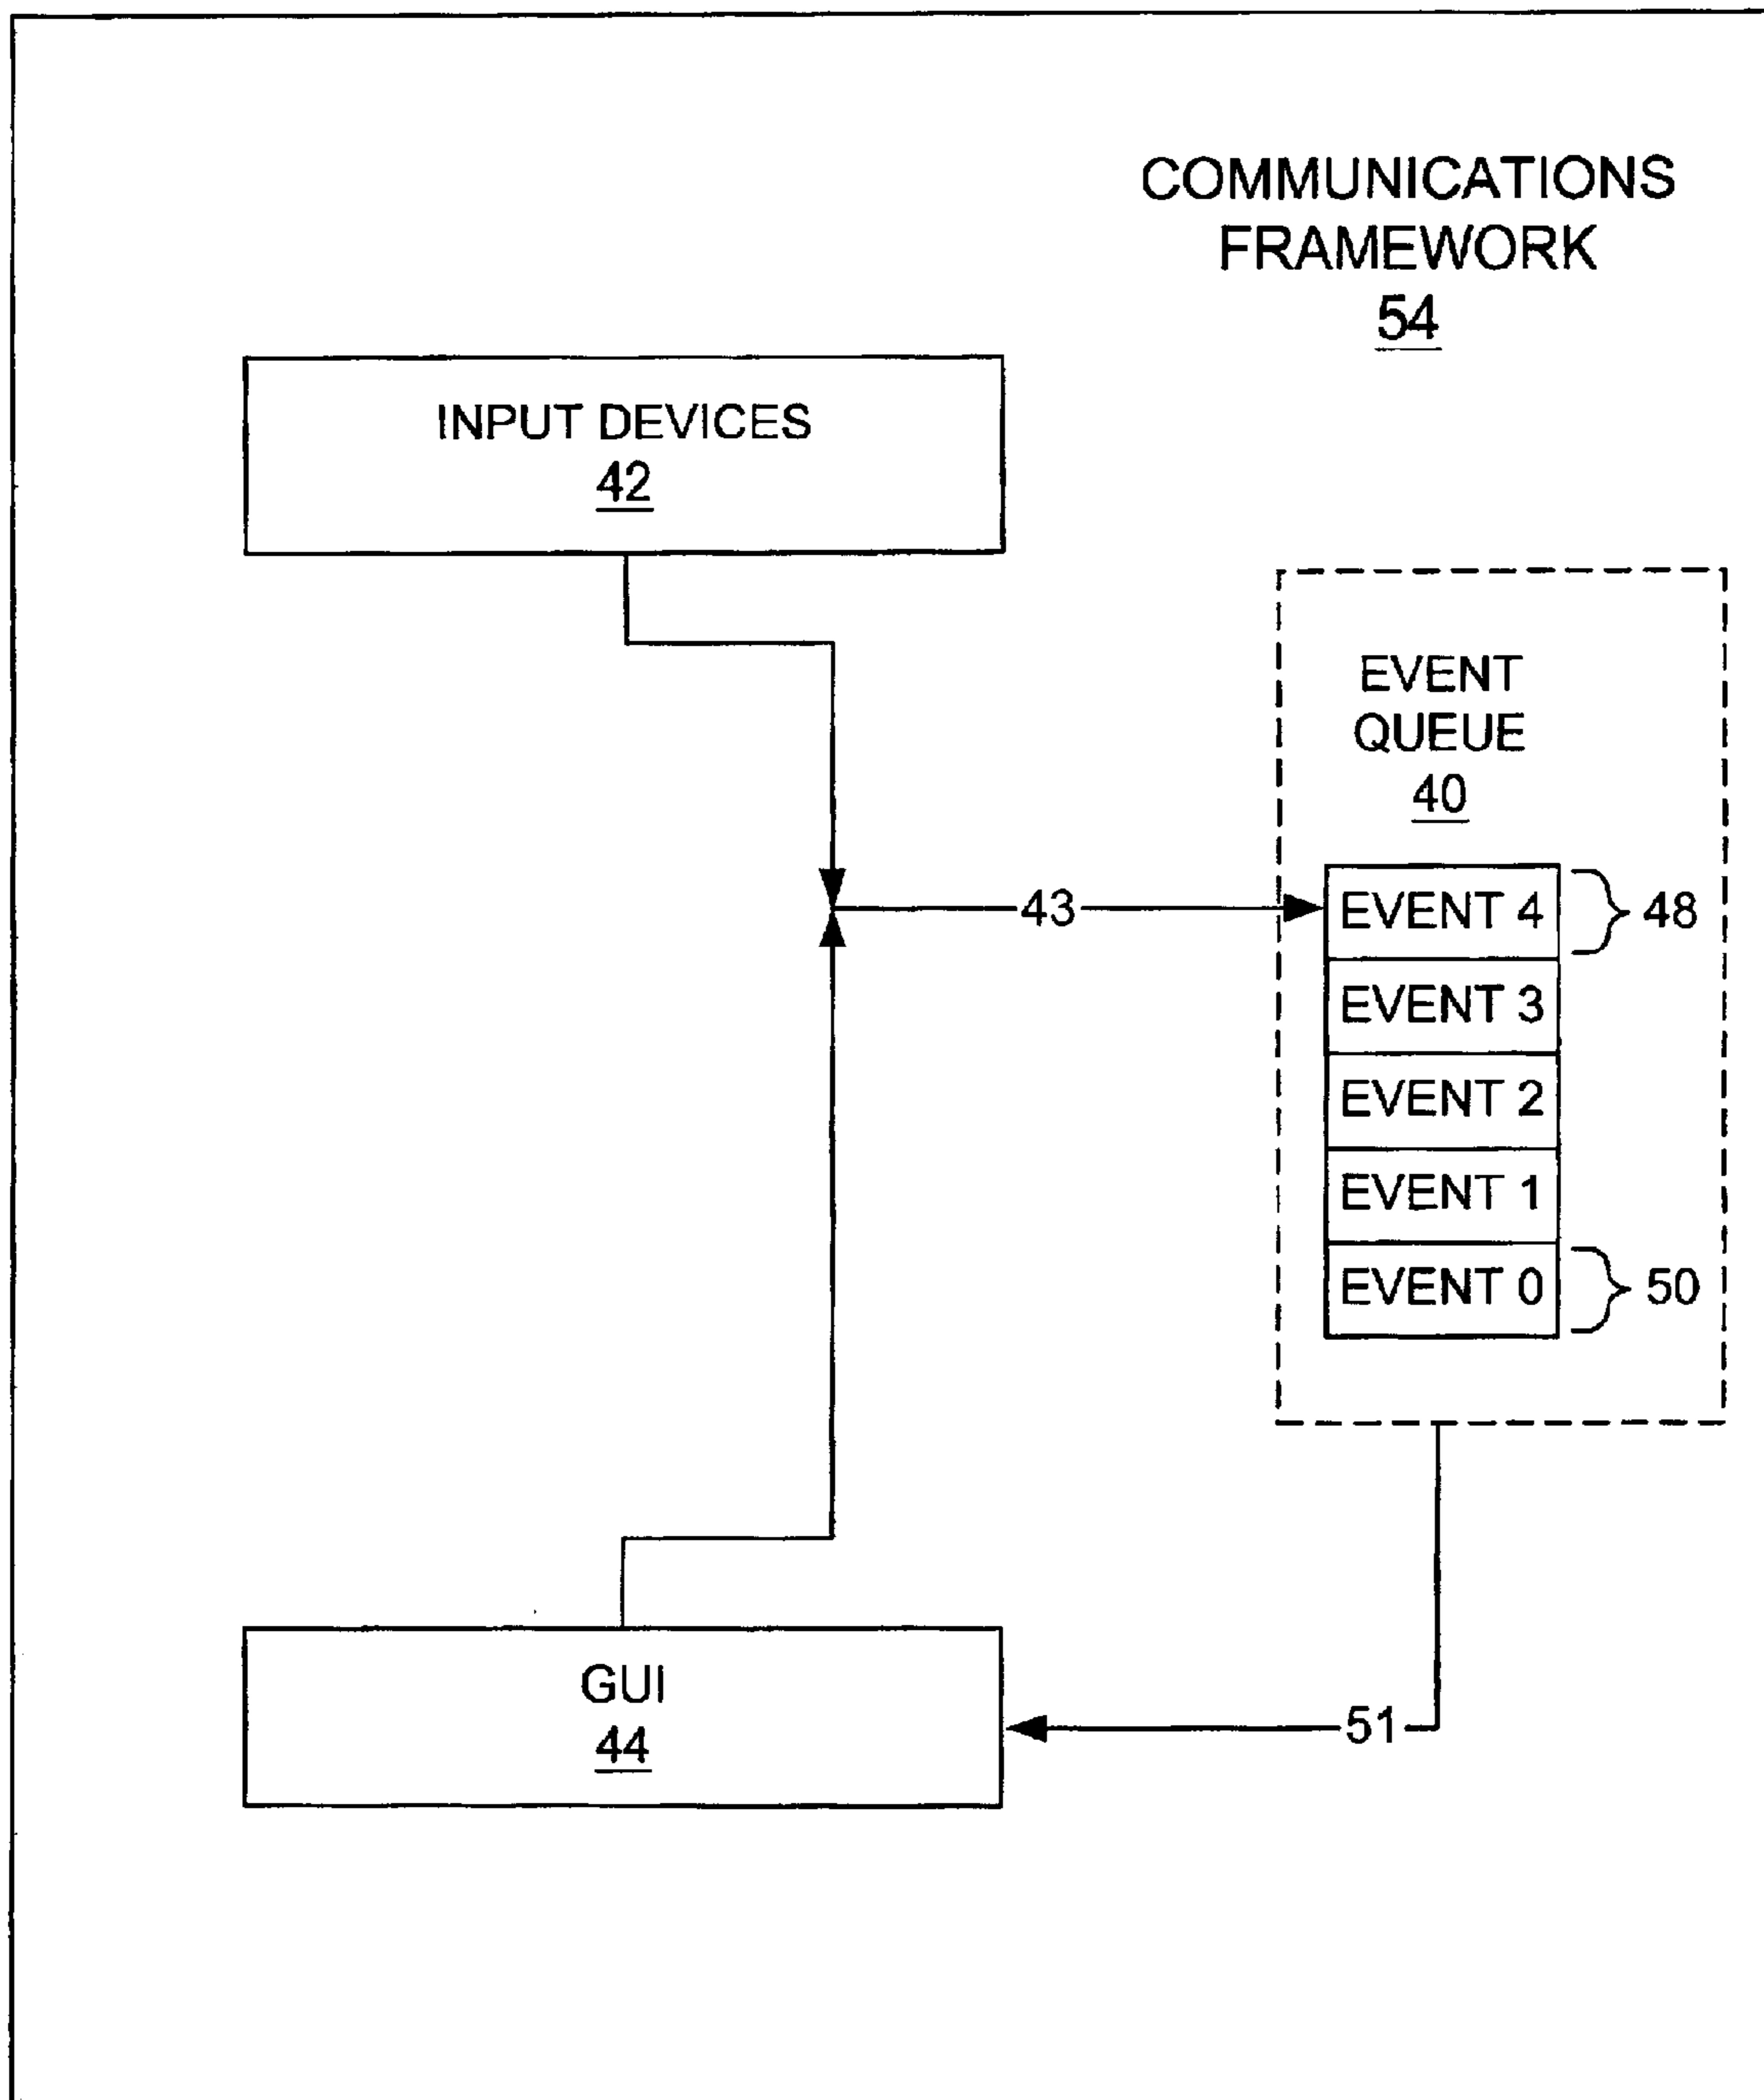 COMMUNICATIONS
FRAMEWORK
54
INPUT DEVICES
42
EVENT
QUEUE
40
43
EVENT 4
48
EVENT 3
EVENT 2
EVENT 1
EVENT 0
50
GUI
44
51